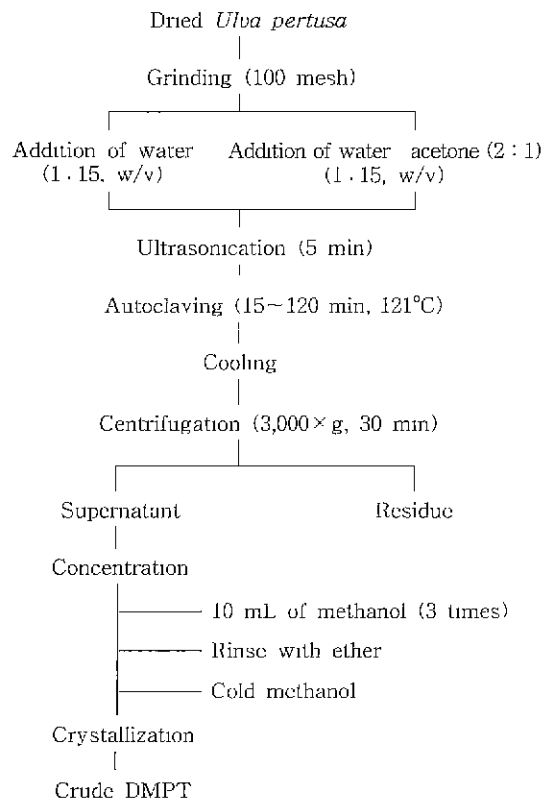 Dried Ulva pertusa
Grinding (100 mesh)
Addition of water
(1 . 15, w/v)
Addition of water acetone (2 : 1)
(1 . 15, w/v)
Ultrasonication (5 min)
Autoclaving (15~120 min, 121℃)
Cooling
Centrifugation (3,000×g, 30 min)
Supernatant
Residue
Concentration
10 mL of methanol (3 times)
Rinse with ether
Cold methanol
Crystallization
Crude DMPT